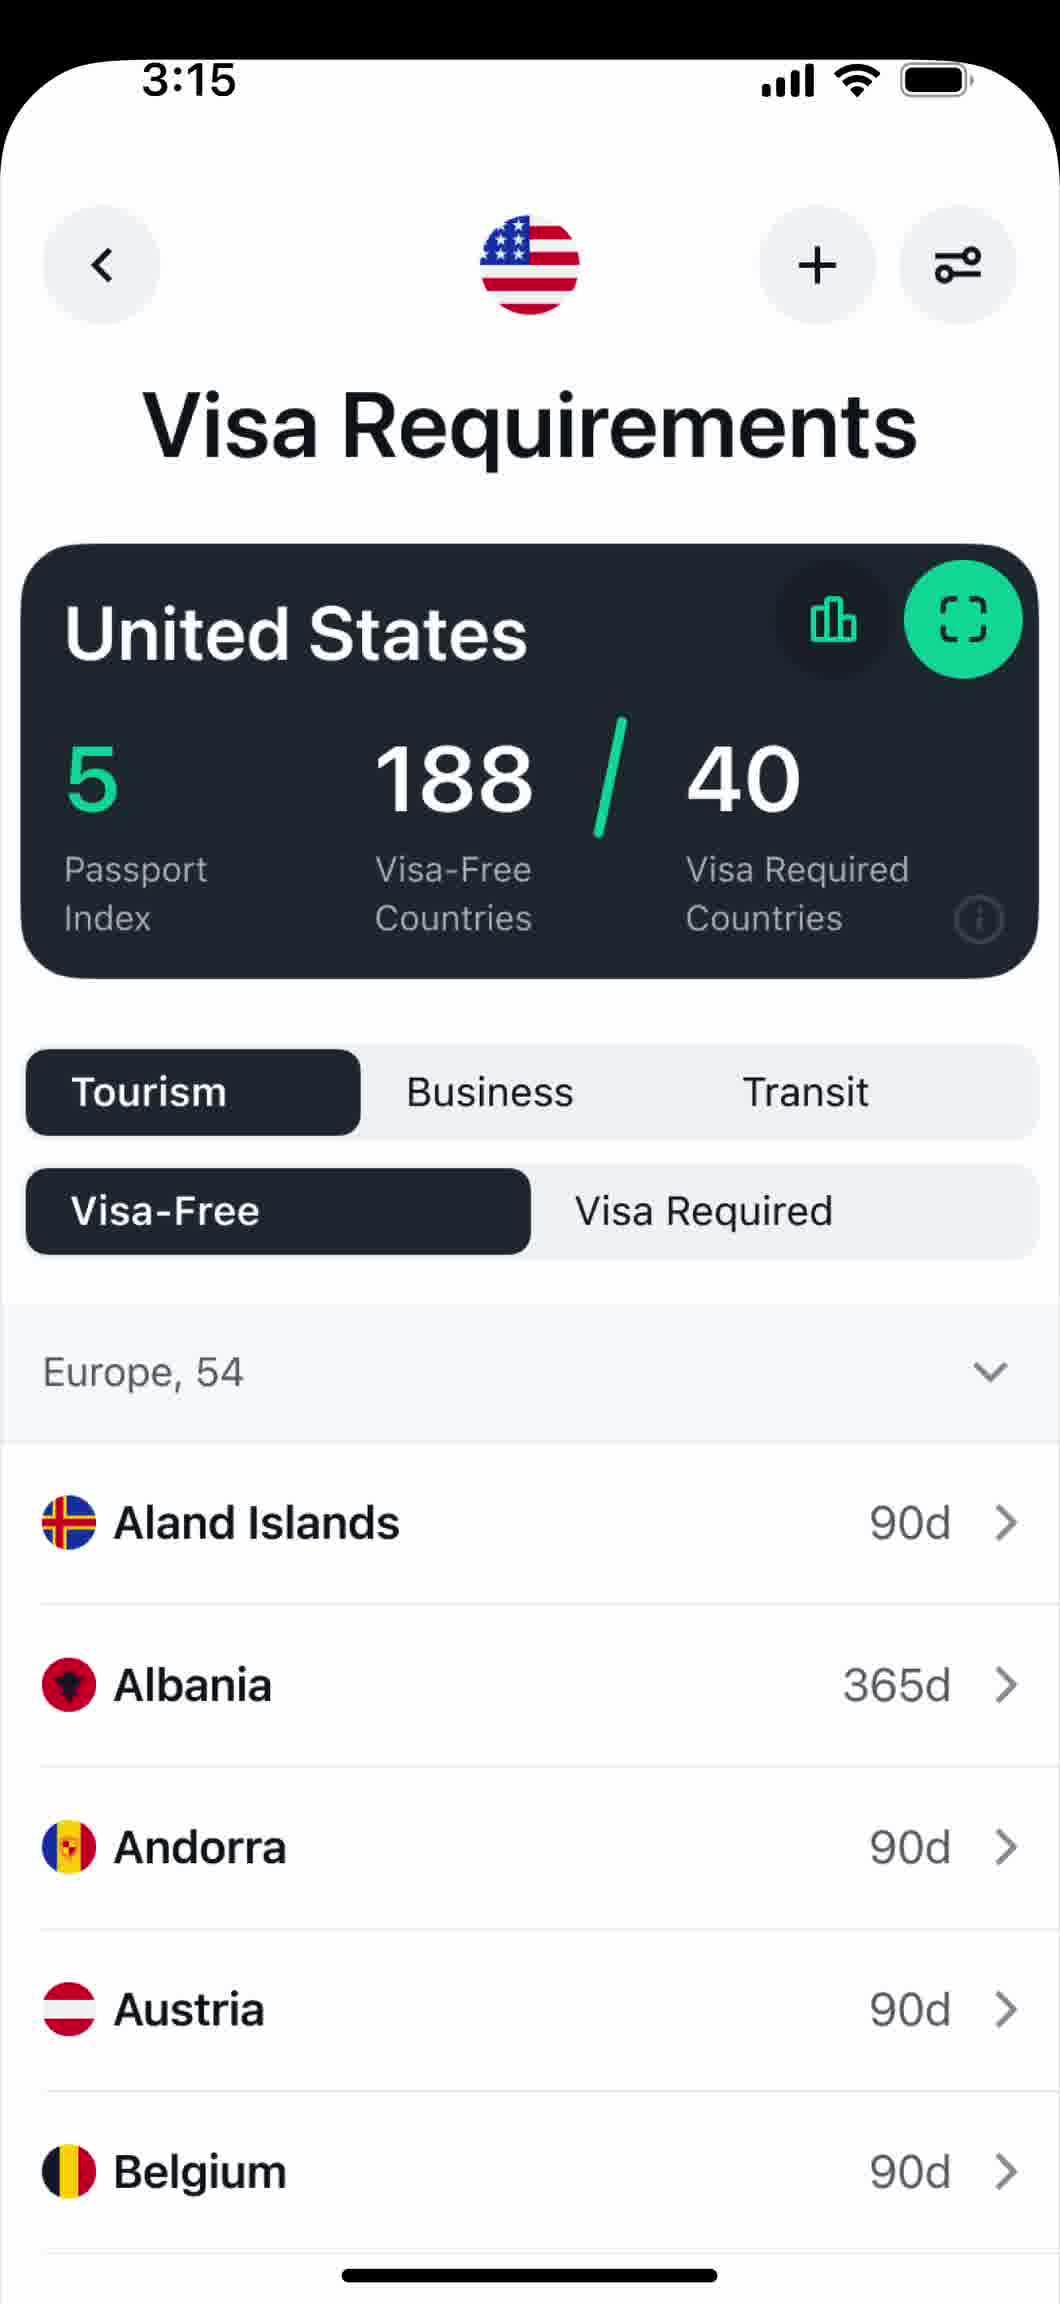 3:15
Visa Requirements
United States
5
188
40
Passport
Index
Visa-Free
Countries
Visa Required
Countries
Tourism
Business
Transit
Visa-Free
Visa Required
Europe, 54
Aland Islands
90d
Albania
365d
Andorra
90d
Austria
90d
Belgium
90d